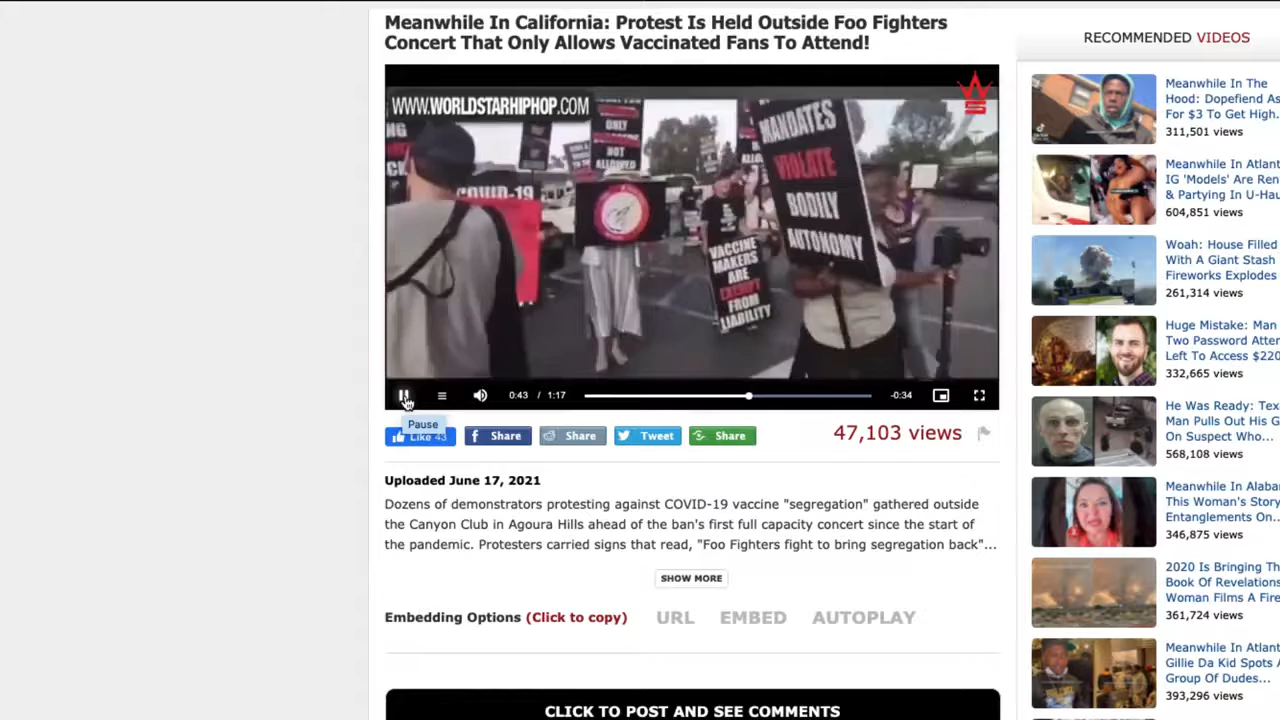 Meanwhile In California: Protest Is Held Outside Foo Fighters
Concert That Only Allows Vaccinated Fans To Attend!
WWW.WORLDSTARHIPHOP.COM
ONLY
NOT
ALLOWED
COVID-19
MANDATES
VIOLATE
BODILY
AUTONOMY
VACCINE
MAKERS
ARE
EXEMPT
FROM
LIABILITY
0:43 / 1:17
-0:34
Pause
Like 43
Share
Share
Tweet
Share
47,103 views
Uploaded June 17, 2021
Dozens of demonstrators protesting against COVID-19 vaccine "segregation" gathered outside
the Canyon Club in Agoura Hills ahead of the ban's first full capacity concert since the start of
the pandemic. Protesters carried signs that read, "Foo Fighters fight to bring segregation back"...
SHOW MORE
Embedding Options (Click to copy) URL EMBED AUTOPLAY
CLICK TO POST AND SEE COMMENTS
RECOMMENDED VIDEOS
Meanwhile In The
Hood: Dopefiend As
For $3 To Get High.
311,501 views
Meanwhile In Atlant
IG 'Models' Are Ren
& Partying In U-Hau
604,851 views
Woah: House Filled
With A Giant Stash
Fireworks Explodes
261,314 views
Huge Mistake: Man
Two Password Atter
Left To Access $220
332,665 views
He Was Ready: Tex
Man Pulls Out His G
On Suspect Who...
568,108 views
Meanwhile In Alabar
This Woman's Story
Entanglements On..
346,875 views
2020 Is Bringing Th
Book Of Revelations
Woman Films A Fire
361,724 views
Meanwhile In Atlant
Gillie Da Kid Spots A
Group Of Dudes...
393,296 views